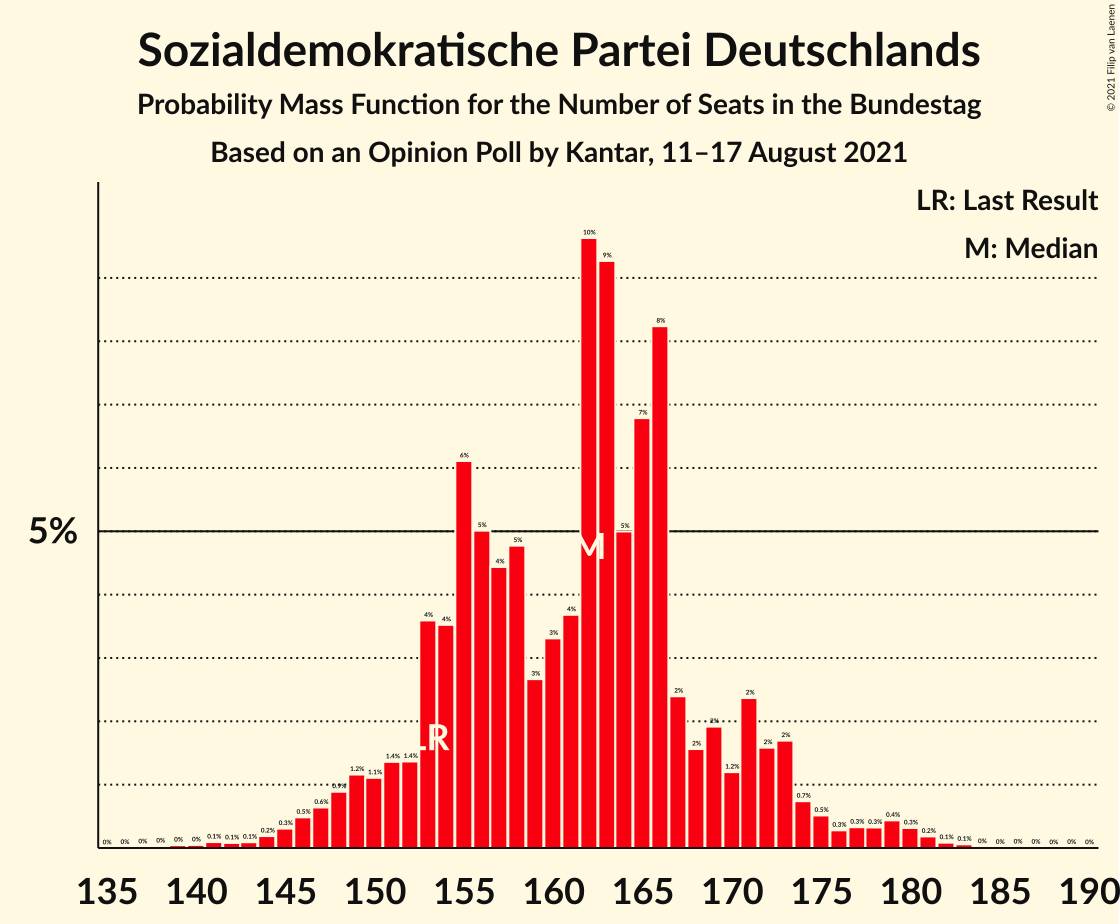 Sozialdemokratische Partei Deutschlands
Probability Mass Function for the Number of Seats in the Bundestag
Based on an Opinion Poll by Kantar, 11–17 August 2021
© 2021 Filip van Laenen
LR: Last Result
M: Median
5%
0% 0% 0% 0% 0% 0% 0.1% 0.1% 0.1% 0.2% 0.3% 0.5% 0.6% 0.9% 1.2% 1.1% 1.4% 1.4% 4% 4% 6% 5% 4% 5% 3% 3% 4% 10% 9% 5% 7% 8% 2% 2% 2% 1.2% 2% 2% 2% 0.7% 0.5% 0.3% 0.3% 0.3% 0.4% 0.3% 0.2% 0.1% 0.1% 0% 0% 0% 0% 0% 0% 0%
LR
M
135 140 145 150 155 160 165 170 175 180 185 190